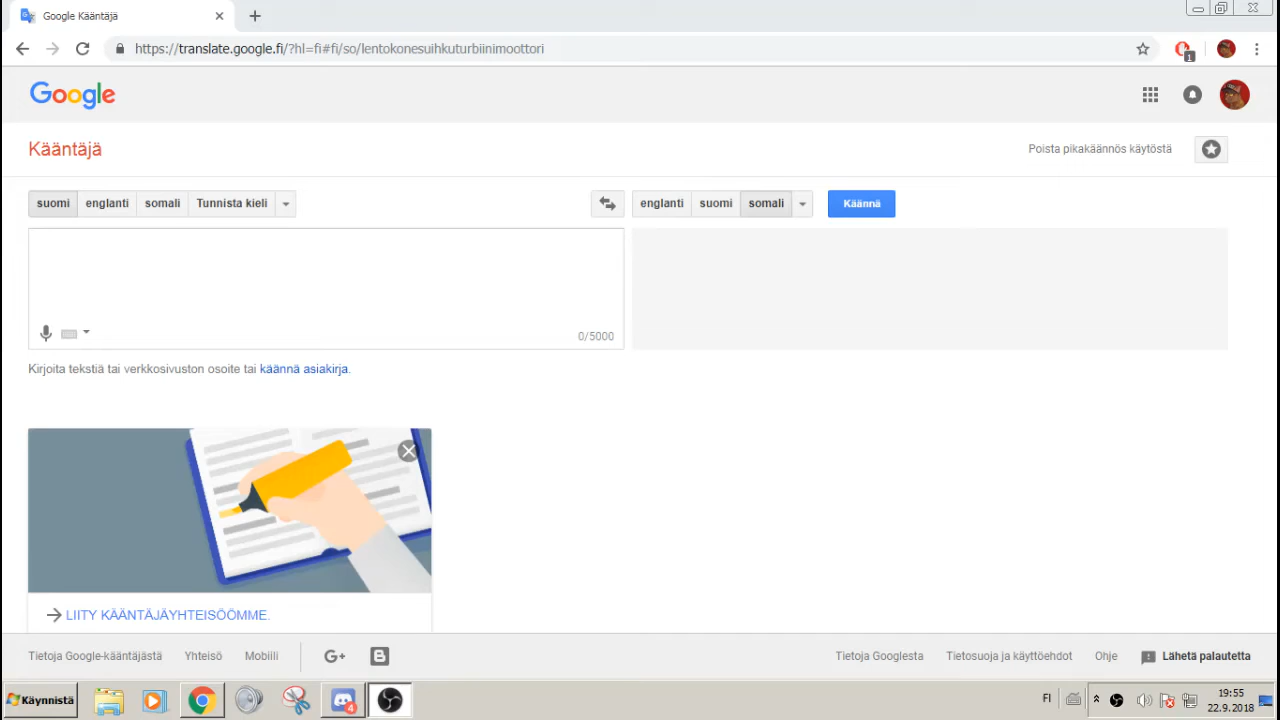 Google Kääntäjä
https://translate.google.fi/?hl=fi#fi/so/lentokonesuihkuturbiinimoottori
1
Google
Kääntäjä
Poista pikakäännös käytöstä
suomi englanti somali Tunnista kieli englanti suomi somali Käännä
0/5000
Kirjoita tekstiä tai verkkosivuston osoite tai käännä asiakirja.
LIITY KÄÄNTÄJÄYHTEISÖÖMME.
Tietoja Google-kääntäjästä Yhteisö Mobiili G+ Tietoja Googlesta Tietosuoja ja käyttöehdot Ohje Lähetä palautetta
Käynnistä 4 FI 19:55
22.9.2018